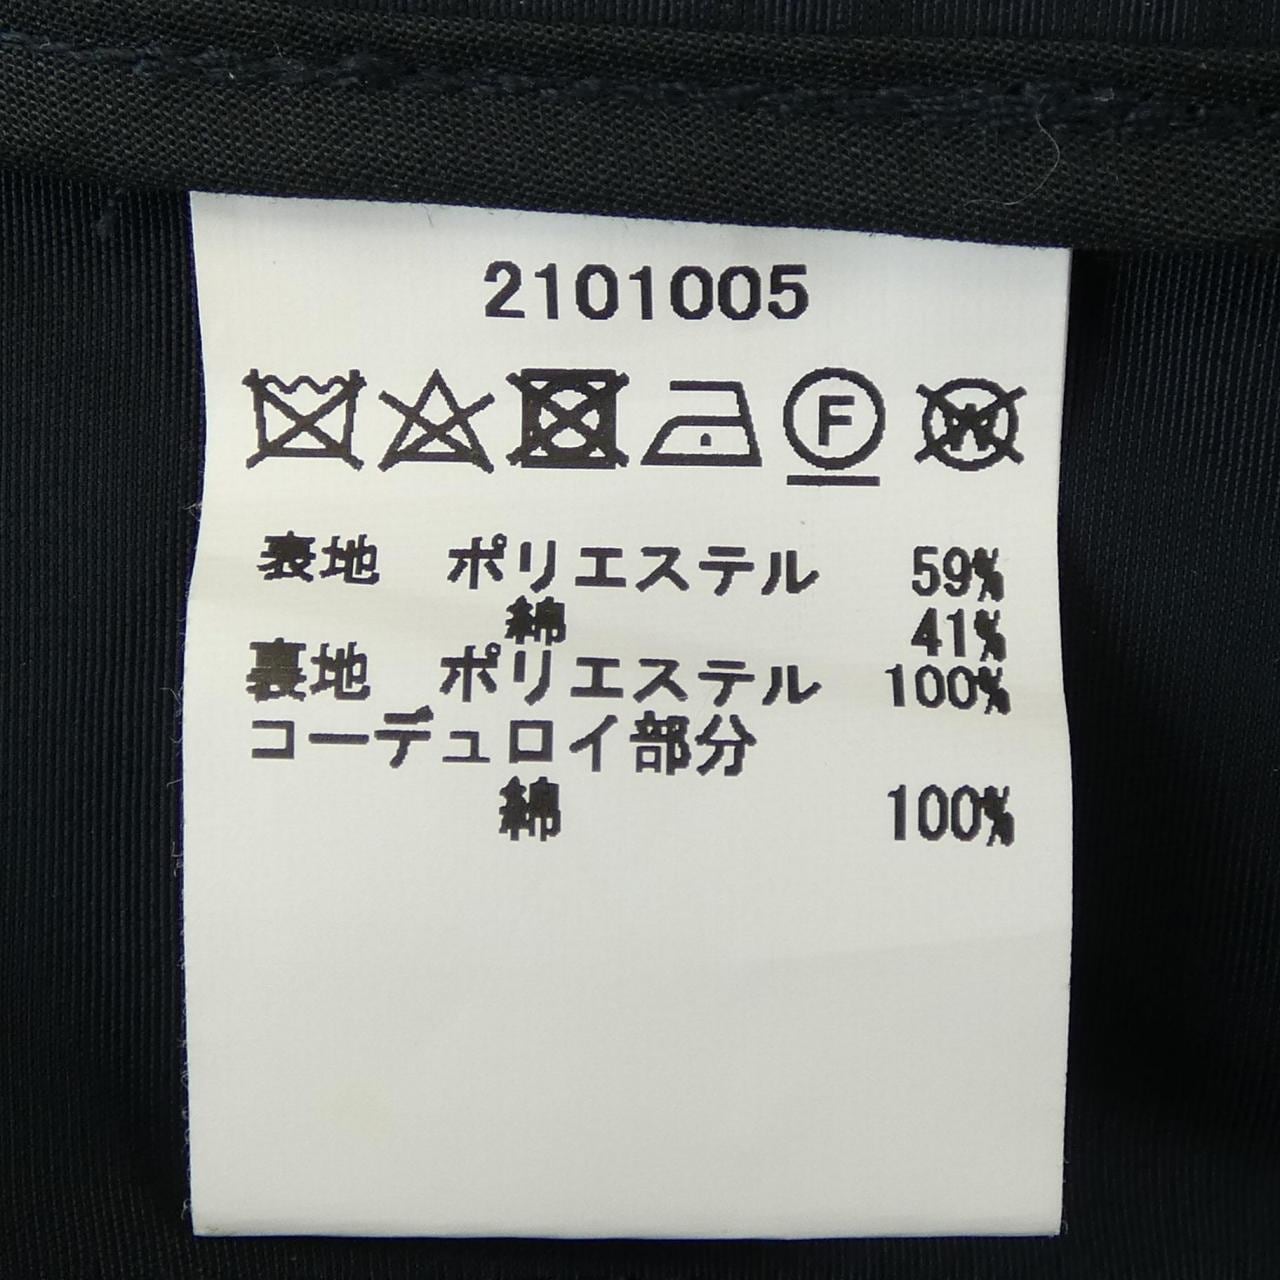 2101005
F W
表地 ポリエステル 59%
綿 41%
裏地 ポリエステル 100%
コーデュロイ部分
綿 100%